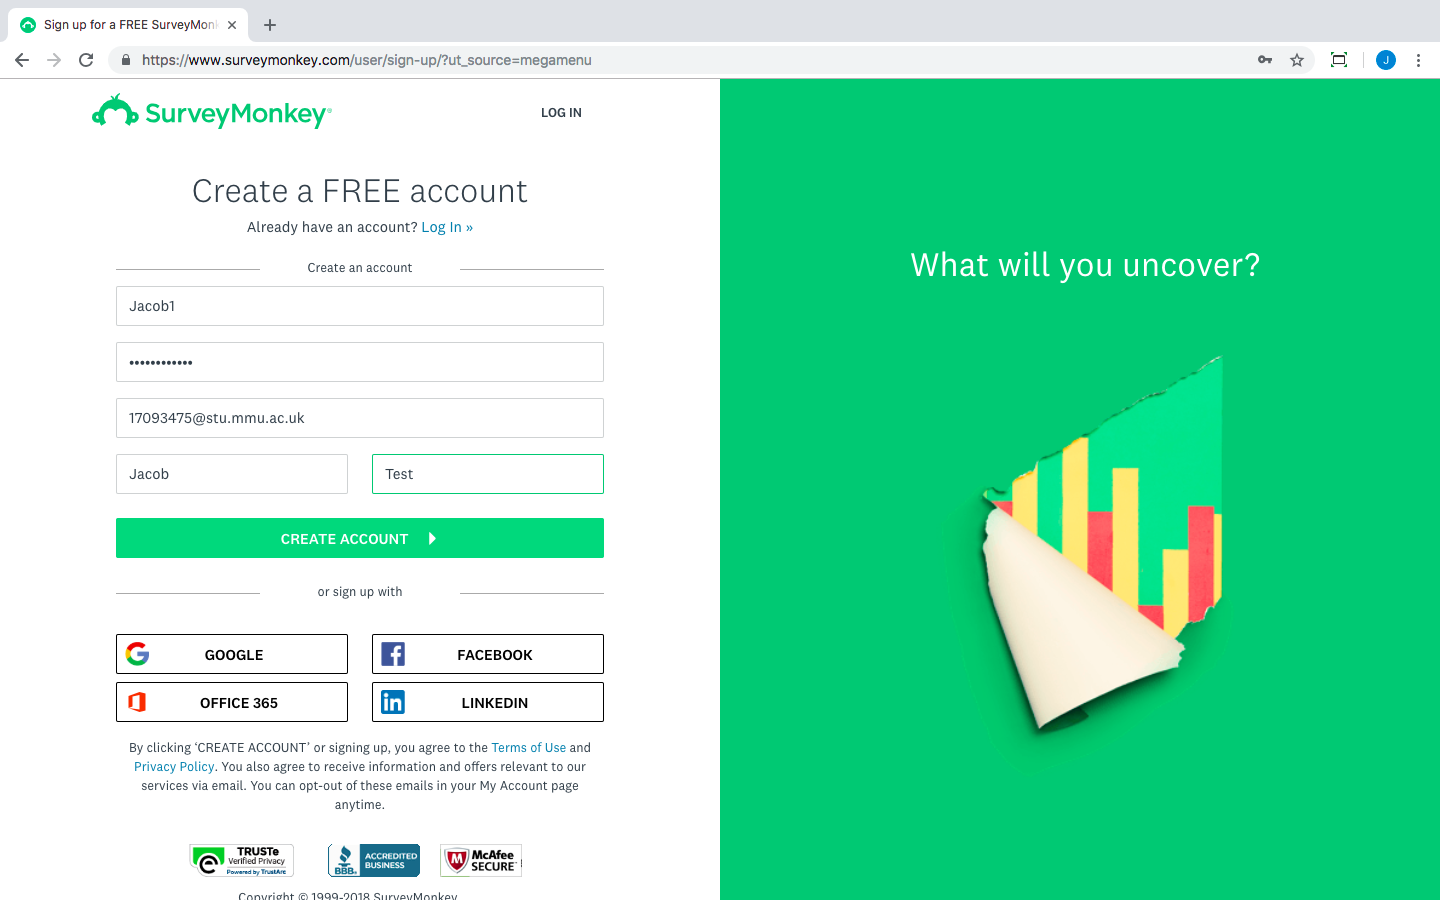 Sign up for a FREE SurveyMon
https://www.surveymonkey.com/user/sign-up/?ut_source=megamenu
J
SurveyMonkey®
LOG IN
Create a FREE account
Already have an account? Log In »
Create an account
Jacob1
••••••••••••
17093475@stu.mmu.ac.uk
Jacob
Test
CREATE ACCOUNT
or sign up with
GOOGLE
FACEBOOK
OFFICE 365
LINKEDIN
By clicking ‘CREATE ACCOUNT’ or signing up, you agree to the Terms of Use and
Privacy Policy. You also agree to receive information and offers relevant to our
services via email. You can opt-out of these emails in your My Account page
anytime.
TRUSTe
Verified Privacy
Powered by TrustArc
BBB.
ACCREDITED
BUSINESS
McAfee
SECURE
Copyright © 1999-2018 SurveyMonkey
What will you uncover?